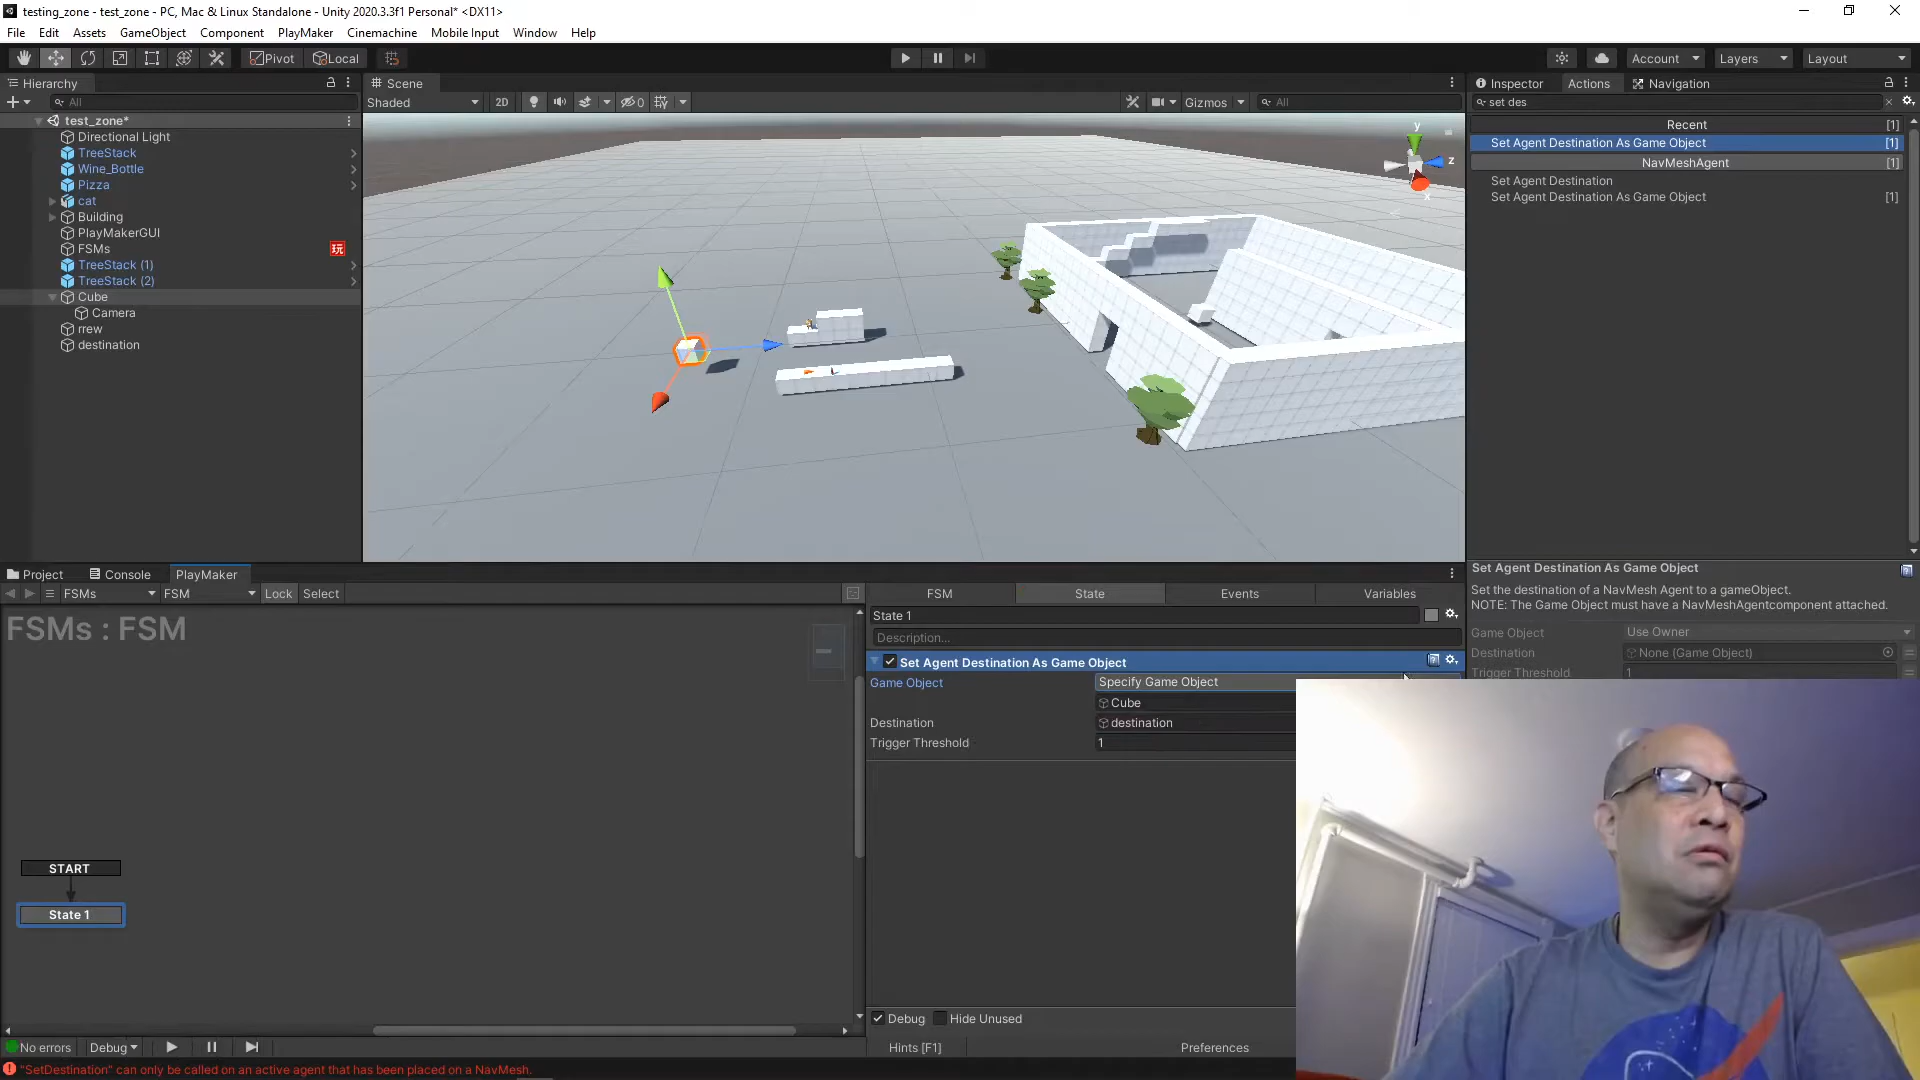 testing_zone - test_zone - PC, Mac & Linux Standalone - Unity 2020.3.3f1 Personal* <DX11>
File Edit Assets GameObject Component PlayMaker Cinemachine Mobile Input Window Help
Pivot Local Account Layers Layout
Hierarchy
All
test_zone*
Directional Light
TreeStack
Wine_Bottle
Pizza
cat
Building
PlayMakerGUI
FSMs 玩
TreeStack (1)
TreeStack (2)
Cube
Camera
rrew
destination
Scene
Shaded 2D 0 Gizmos All
y
z
x
Inspector Actions Navigation
set des
Recent [1]
Set Agent Destination As Game Object [1]
NavMeshAgent [1]
Set Agent Destination
Set Agent Destination As Game Object [1]
Set Agent Destination As Game Object
Set the destination of a NavMesh Agent to a gameObject.
NOTE: The Game Object must have a NavMeshAgentcomponent attached.
Game Object Use Owner
Destination None (Game Object)
Trigger Threshold 1
Project Console PlayMaker
FSMs FSM Lock Select
FSMs : FSM
START
State 1
FSM State Events Variables
State 1
Description...
Set Agent Destination As Game Object
Game Object Specify Game Object
Cube
Destination destination
Trigger Threshold 1
Debug Hide Unused
No errors Debug Hints [F1] Preferences
"SetDestination" can only be called on an active agent that has been placed on a NavMesh.